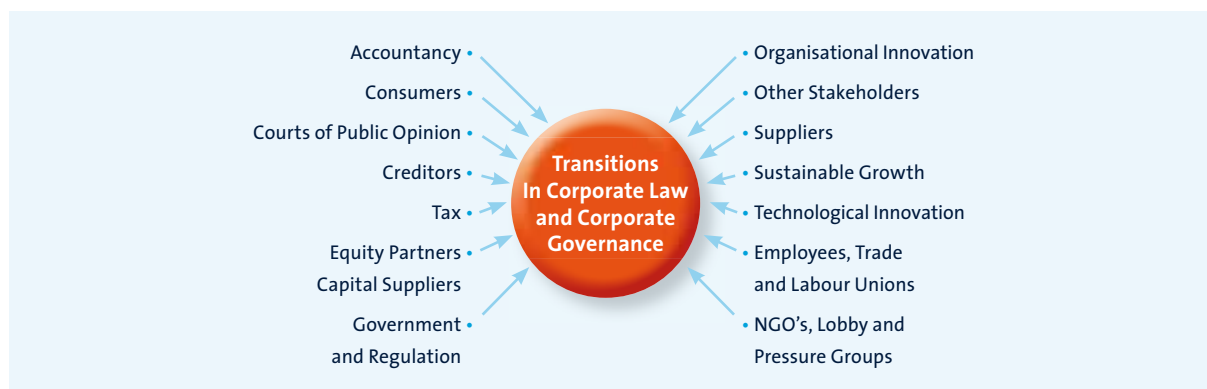 Accountancy •
Consumers •
Courts of Public Opinion •
Creditors •
Tax •
Equity Partners •
Capital Suppliers
Government •
and Regulation
Transitions
In Corporate Law
and Corporate
Governance
• Organisational Innovation
• Other Stakeholders
• Suppliers
• Sustainable Growth
• Technological Innovation
• Employees, Trade
and Labour Unions
• NGO’s, Lobby and
Pressure Groups